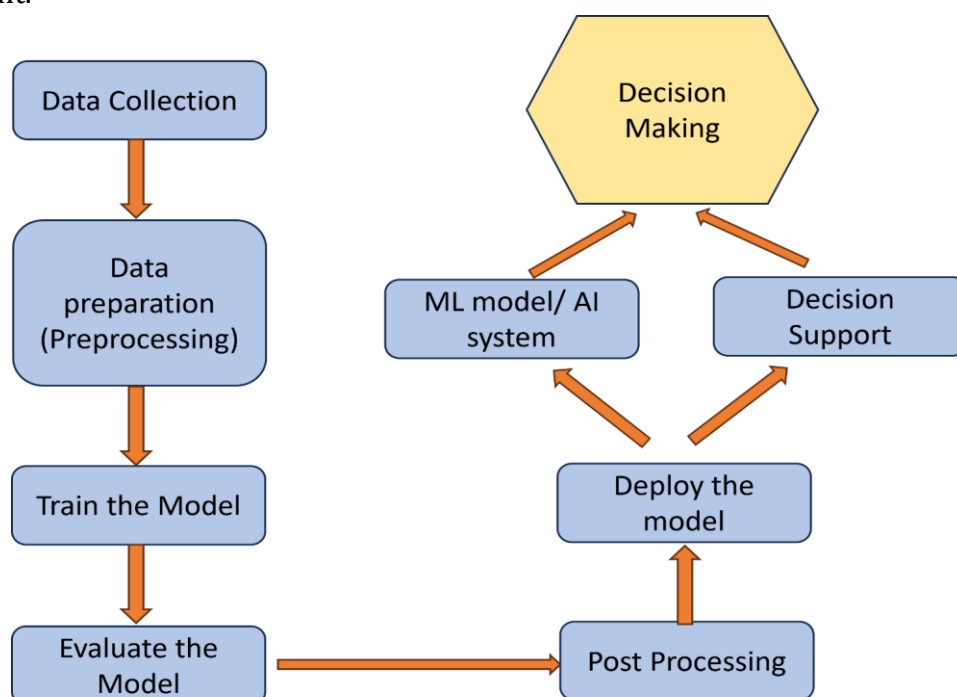 Data Collection
Data
preparation
(Preprocessing)
Train the Model
Evaluate the
Model
Post Processing
Deploy the
model
ML model/ AI
system
Decision
Support
Decision
Making